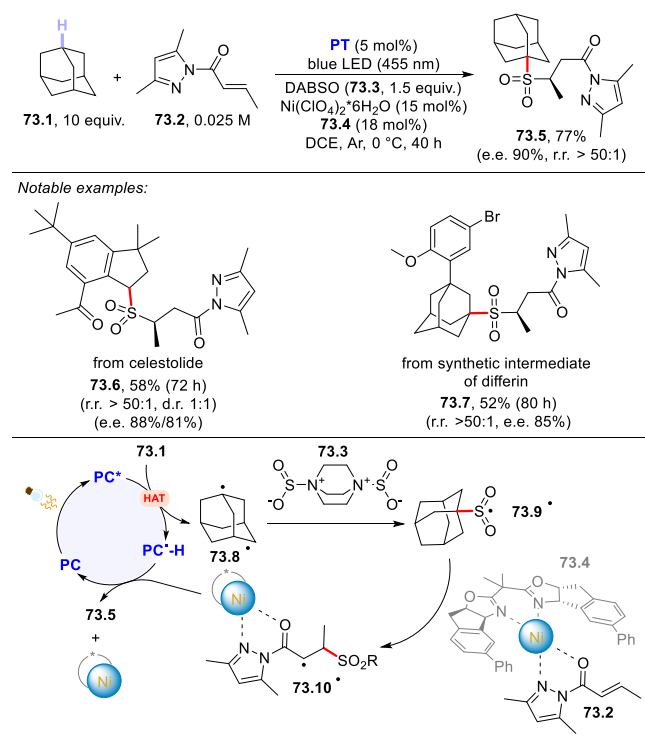 H
73.1, 10 equiv.
+
N
N
O
73.2, 0.025 M
PT (5 mol%)
blue LED (455 nm)
DABSO (73.3, 1.5 equiv.)
Ni(ClO4)2*6H2O (15 mol%)
73.4 (18 mol%)
DCE, Ar, 0 °C, 40 h
O
S
O
O
N
N
73.5, 77%
(e.e. 90%, r.r. > 50:1)
Notable examples:
O
O
S
O
O
N
N
from celestolide
73.6, 58% (72 h)
(r.r. > 50:1, d.r. 1:1)
(e.e. 88%/81%)
Br
O
O
S
O
O
N
N
from synthetic intermediate
of differin
73.7, 52% (80 h)
(r.r. >50:1, e.e. 85%)
73.1
PC*
HAT
PC•-H
PC
73.5
+
* Ni
•
73.8 •
73.3
O
S
-O
N+
N+
S
O
O-
O
S•
O
73.9 •
* Ni
O
N
N
•
SO2R
73.10 •
73.4
O
N
O
N
Ph
Ph
Ni
O
N
N
73.2